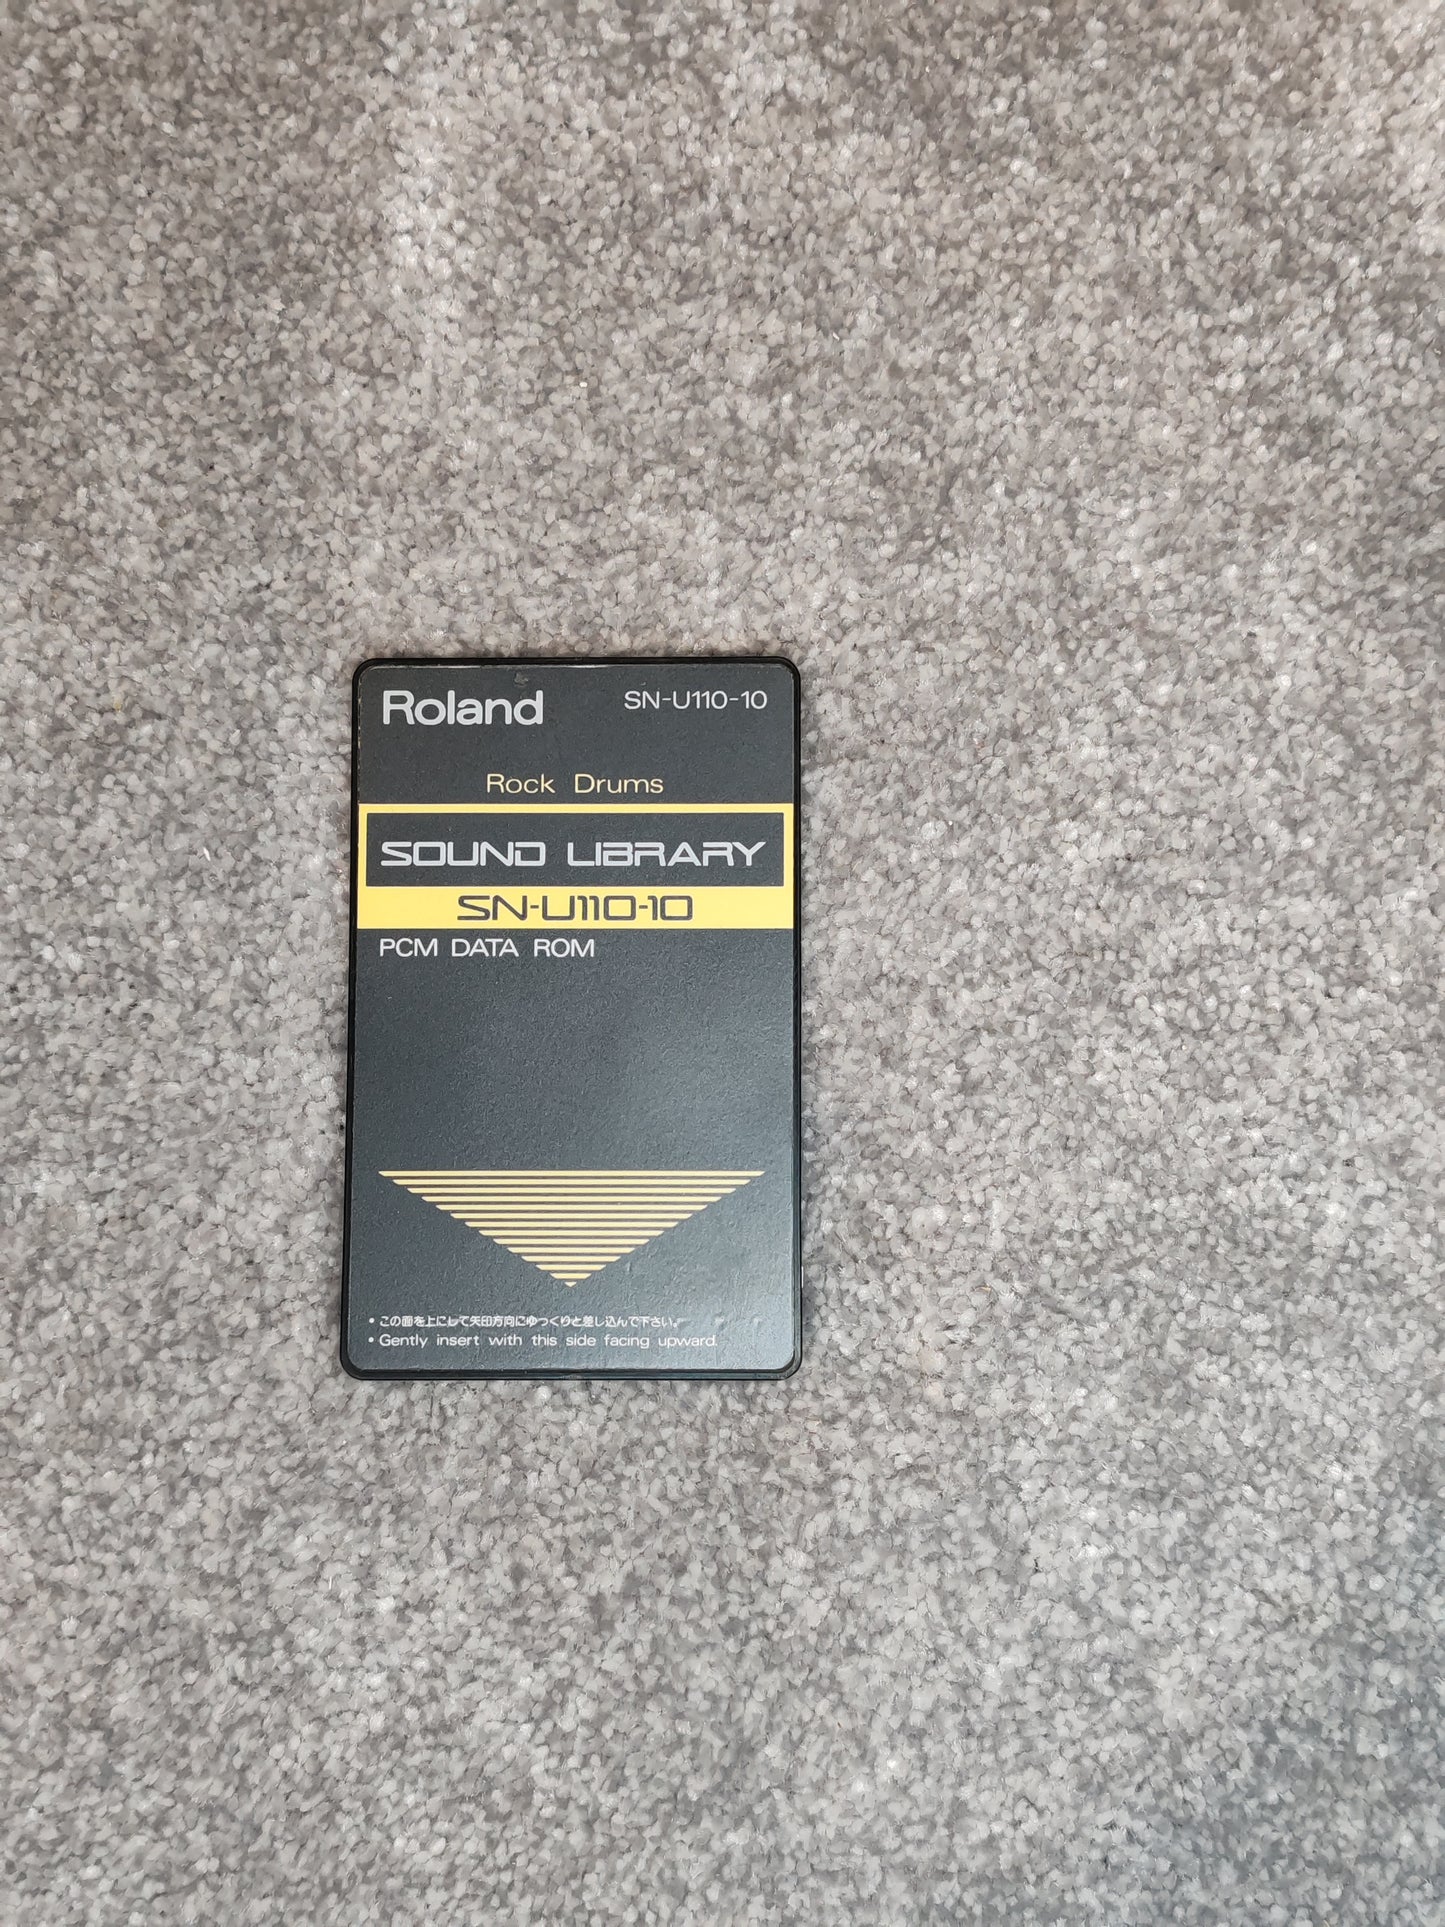 Roland SN-U110-10
Rock Drums
SOUND LIBRARY
SN-U110-10
PCM DATA ROM
• この面を上にして矢印方向にゆっくりと差し込んで下さい。
• Gently insert with this side facing upward.